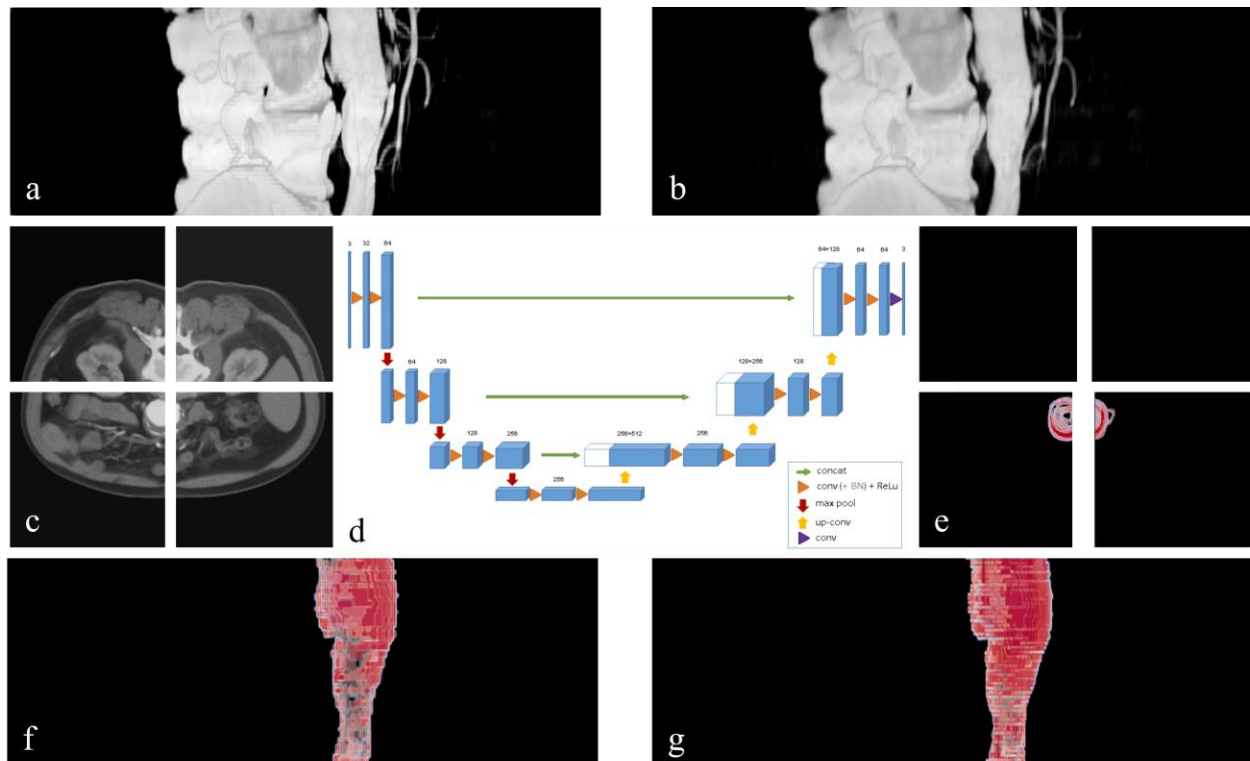 a
b
3 32 64
64+128 64 64 3
64 128
128+256 128
128 256
256+512 256
256
concat
conv (+ BN) + ReLu
max pool
up-conv
conv
c
d
e
f
g